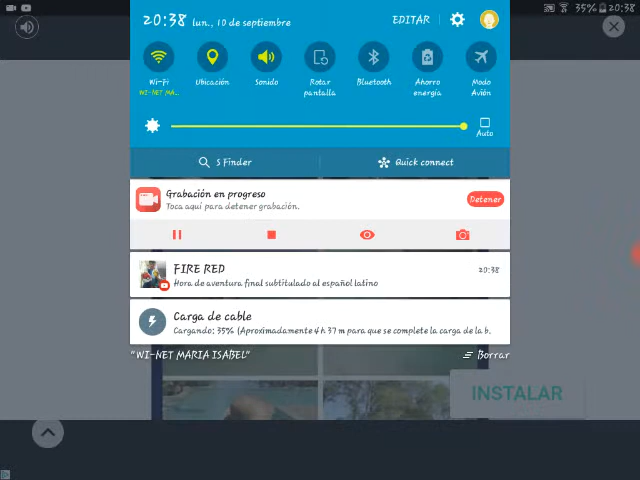 35% 20:38
20:38 lun., 10 de septiembre EDITAR
Wi-Fi
WI-NET MA...
Ubicación
Sonido
Rotar
pantalla
Bluetooth
Ahorro
energía
Modo
Avión
Auto
S Finder
Quick connect
Grabación en progreso
Toca aquí para detener grabación.
Detener
FIRE RED 20:38
Hora de aventura final subtitulado al español latino
Carga de cable
Cargando; 35% (Aproximadamente 4 h 37 m para que se complete la carga de la b.
"WI-NET MARIA ISABEL" Borrar
INSTALAR